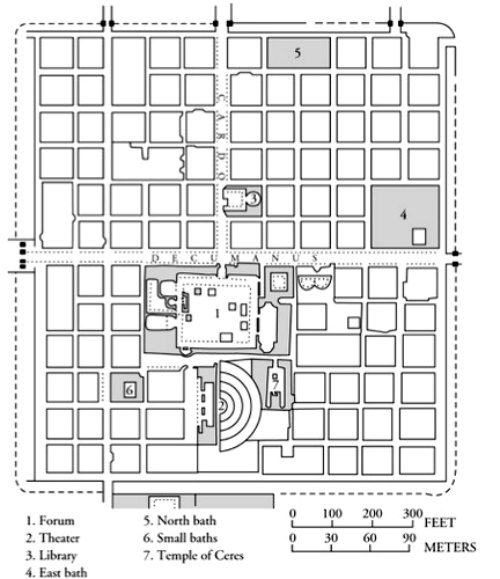 5
CARDO
3
4
DECUMANUS
1
6
2
7
1. Forum
2. Theater
3. Library
4. East bath
5. North bath
6. Small baths
7. Temple of Ceres
0 100 200 300 FEET
0 30 60 90 METERS